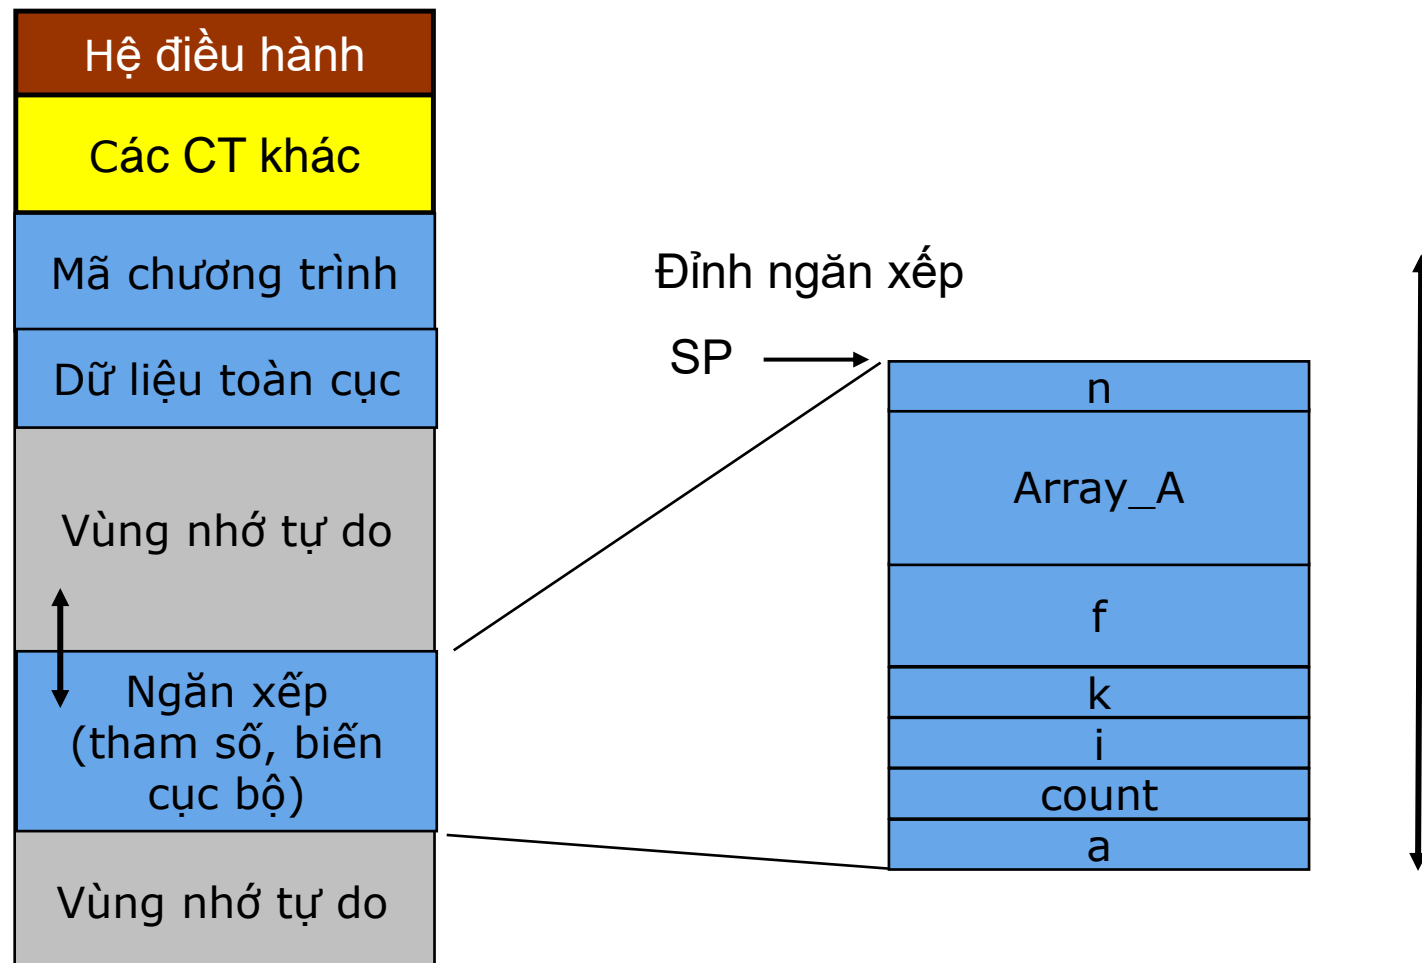 Hệ điều hành
Các CT khác
Mã chương trình
Dữ liệu toàn cục
Vùng nhớ tự do
Ngăn xếp
(tham số, biến
cục bộ)
Vùng nhớ tự do
Đỉnh ngăn xếp
SP
n
Array_A
f
k
i
count
a